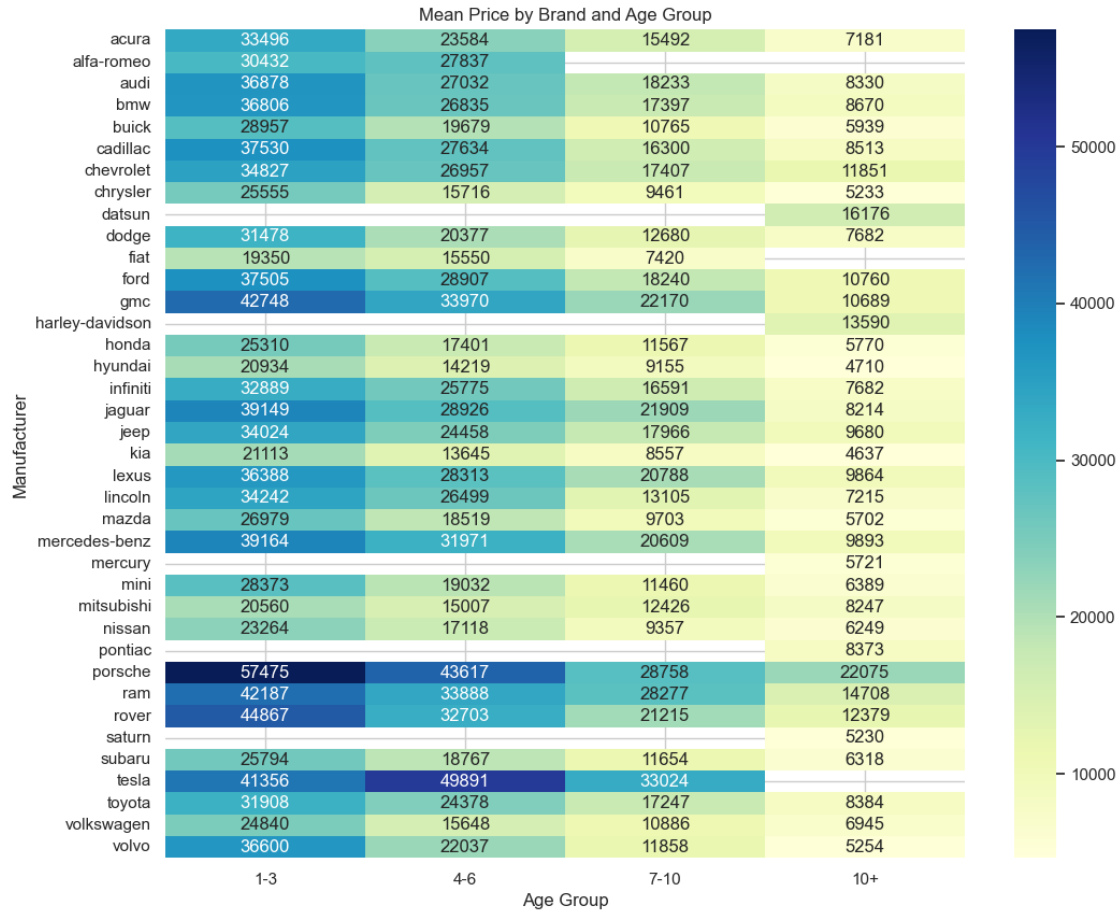 Mean Price by Brand and Age Group
acura 33496 23584 15492 7181
alfa-romeo 30432 27837
audi 36878 27032 18233 8330
bmw 36806 26835 17397 8670
buick 28957 19679 10765 5939
cadillac 37530 27634 16300 8513
chevrolet 34827 26957 17407 11851
chrysler 25555 15716 9461 5233
datsun 16176
dodge 31478 20377 12680 7682
fiat 19350 15550 7420
ford 37505 28907 18240 10760
gmc 42748 33970 22170 10689
harley-davidson 13590
honda 25310 17401 11567 5770
hyundai 20934 14219 9155 4710
infiniti 32889 25775 16591 7682
jaguar 39149 28926 21909 8214
jeep 34024 24458 17966 9680
kia 21113 13645 8557 4637
lexus 36388 28313 20788 9864
lincoln 34242 26499 13105 7215
mazda 26979 18519 9703 5702
mercedes-benz 39164 31971 20609 9893
mercury 5721
mini 28373 19032 11460 6389
mitsubishi 20560 15007 12426 8247
nissan 23264 17118 9357 6249
pontiac 8373
porsche 57475 43617 28758 22075
ram 42187 33888 28277 14708
rover 44867 32703 21215 12379
saturn 5230
subaru 25794 18767 11654 6318
tesla 41356 49891 33024
toyota 31908 24378 17247 8384
volkswagen 24840 15648 10886 6945
volvo 36600 22037 11858 5254
1-3 4-6 7-10 10+
Age Group
Manufacturer
50000
40000
30000
20000
10000